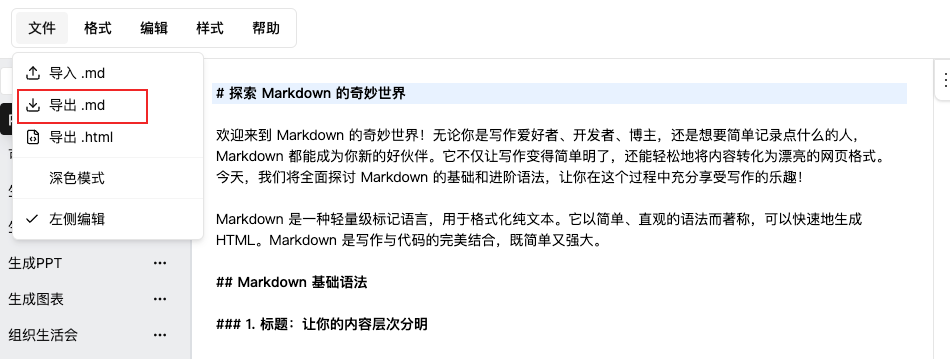 文件 格式 编辑 样式 帮助
导入 .md
导出 .md
导出 .html
深色模式
左侧编辑
生成PPT
生成图表
组织生活会
# 探索 Markdown 的奇妙世界
欢迎来到 Markdown 的奇妙世界！无论你是写作爱好者、开发者、博主，还是想要简单记录点什么的人，
Markdown 都能成为你新的好伙伴。它不仅让写作变得简单明了，还能轻松地将内容转化为漂亮的网页格式。
今天，我们将全面探讨 Markdown 的基础和进阶语法，让你在这个过程中充分享受写作的乐趣！
Markdown 是一种轻量级标记语言，用于格式化纯文本。它以简单、直观的语法而著称，可以快速地生成
HTML。Markdown 是写作与代码的完美结合，既简单又强大。
## Markdown 基础语法
### 1. 标题：让你的内容层次分明